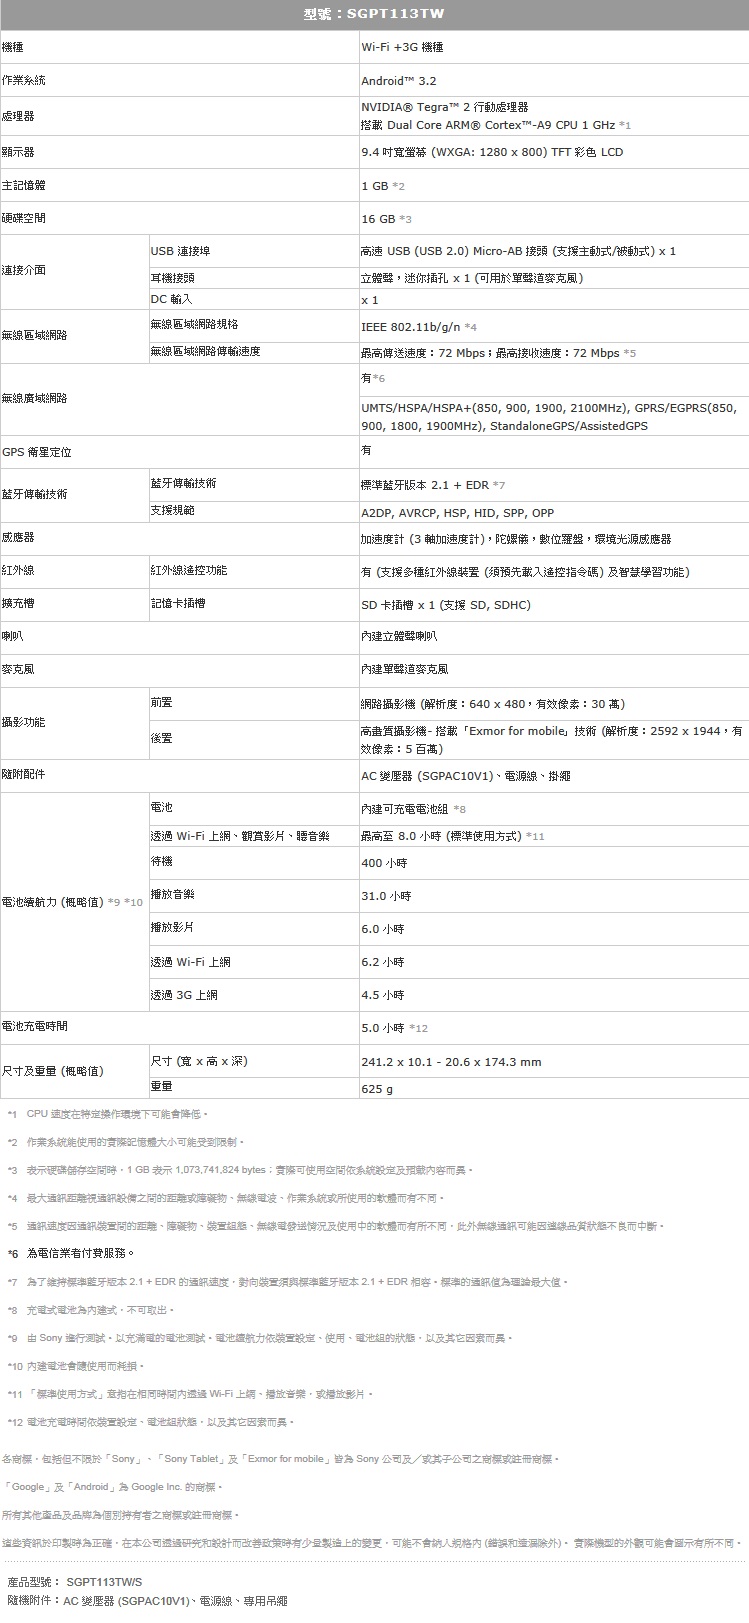 型號：SGPT113TW
機種 Wi-Fi +3G 機種
作業系統 Android™ 3.2
處理器 NVIDIA® Tegra™ 2 行動處理器
搭載 Dual Core ARM® Cortex™-A9 CPU 1 GHz *1
顯示器 9.4 吋寬螢幕 (WXGA: 1280 x 800) TFT 彩色 LCD
主記憶體 1 GB *2
硬碟空間 16 GB *3
連接介面 USB 連接埠 高速 USB (USB 2.0) Micro-AB 接頭 (支援主動式/被動式) x 1
耳機接頭 立體聲，迷你插孔 x 1 (可用於單聲道麥克風)
DC 輸入 x 1
無線區域網路 無線區域網路規格 IEEE 802.11b/g/n *4
無線區域網路傳輸速度 最高傳送速度：72 Mbps；最高接收速度：72 Mbps *5
無線廣域網路 有*6
UMTS/HSPA/HSPA+(850, 900, 1900, 2100MHz), GPRS/EGPRS(850,
900, 1800, 1900MHz), StandaloneGPS/AssistedGPS
GPS 衛星定位 有
藍牙傳輸技術 藍牙傳輸技術 標準藍牙版本 2.1 + EDR *7
支援規範 A2DP, AVRCP, HSP, HID, SPP, OPP
感應器 加速度計 (3 軸加速度計)，陀螺儀，數位羅盤，環境光源感應器
紅外線 紅外線遙控功能 有 (支援多種紅外線裝置 (須預先載入遙控指令碼) 及智慧學習功能)
擴充槽 記憶卡插槽 SD 卡插槽 x 1 (支援 SD, SDHC)
喇叭 內建立體聲喇叭
麥克風 內建單聲道麥克風
攝影功能 前置 網路攝影機 (解析度：640 x 480，有效像素：30 萬)
後置 高畫質攝影機- 搭載「Exmor for mobile」技術 (解析度：2592 x 1944，有
效像素：5 百萬)
隨附配件 AC 變壓器 (SGPAC10V1)、電源線、掛繩
電池續航力 (概略值) *9 *10 電池 內建可充電電池組 *8
透過 Wi-Fi 上網、觀賞影片、聽音樂 最高至 8.0 小時 (標準使用方式) *11
待機 400 小時
播放音樂 31.0 小時
播放影片 6.0 小時
透過 Wi-Fi 上網 6.2 小時
透過 3G 上網 4.5 小時
電池充電時間 5.0 小時 *12
尺寸及重量 (概略值) 尺寸 (寬 x 高 x 深) 241.2 x 10.1 - 20.6 x 174.3 mm
重量 625 g
*1 CPU 速度在特定操作環境下可能會降低。
*2 作業系統能使用的實際記憶體大小可能受到限制。
*3 表示硬碟儲存空間時，1 GB 表示 1,073,741,824 bytes；實際可使用空間依系統設定及預載內容而異。
*4 最大通訊距離視通訊設備之間的距離或障礙物、無線電波、作業系統或所使用的軟體而有不同。
*5 通訊速度因通訊裝置間的距離、障礙物、裝置組態、無線電發送情況及使用中的軟體而有所不同，此外無線通訊可能因連線品質狀態不良而中斷。
*6 為電信業者付費服務。
*7 為了維持標準藍牙版本 2.1 + EDR 的通訊速度，對向裝置須與標準藍牙版本 2.1 + EDR 相容。標準的通訊值為理論最大值。
*8 充電式電池為內建式，不可取出。
*9 由 Sony 進行測試。以充滿電的電池測試。電池續航力依裝置設定、使用、電池組的狀態，以及其它因素而異。
*10 內建電池會隨使用而耗損。
*11 「標準使用方式」意指在相同時間內透過 Wi-Fi 上網、播放音樂，或播放影片。
*12 電池充電時間依裝置設定、電池組狀態，以及其它因素而異。
各商標，包括但不限於「Sony」、「Sony Tablet」及「Exmor for mobile」皆為 Sony 公司及／或其子公司之商標或註冊商標。
「Google」及「Android」為 Google Inc. 的商標。
所有其他產品及品牌為個別持有者之商標或註冊商標。
這些資訊於印製時為正確，在本公司透過研究和設計而改善政策時有少量製造上的變更，可能不會納入規格內 (錯誤和遺漏除外)。 實際機型的外觀可能會圖示有所不同。
產品型號： SGPT113TW/S
隨機附件：AC 變壓器 (SGPAC10V1)、電源線、專用吊繩